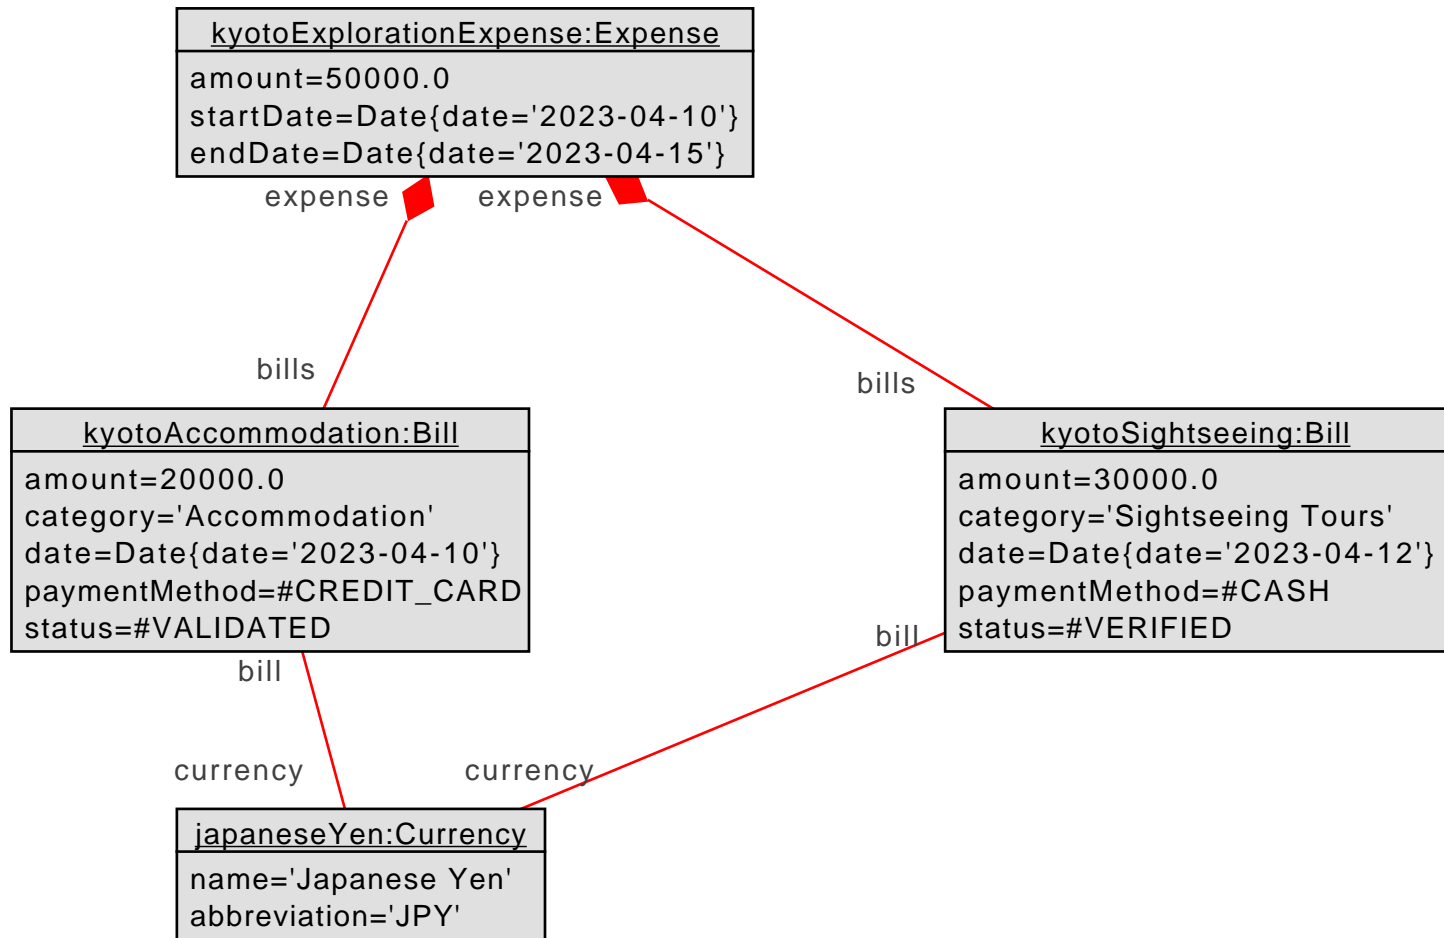 kyotoExplorationExpense:Expense
amount=50000.0
startDate=Date{date='2023-04-10'}
endDate=Date{date='2023-04-15'}
expense
expense
bills
bills
kyotoAccommodation:Bill
amount=20000.0
category='Accommodation'
date=Date{date='2023-04-10'}
paymentMethod=#CREDIT_CARD
status=#VALIDATED
kyotoSightseeing:Bill
amount=30000.0
category='Sightseeing Tours'
date=Date{date='2023-04-12'}
paymentMethod=#CASH
status=#VERIFIED
bill
bill
currency
currency
japaneseYen:Currency
name='Japanese Yen'
abbreviation='JPY'